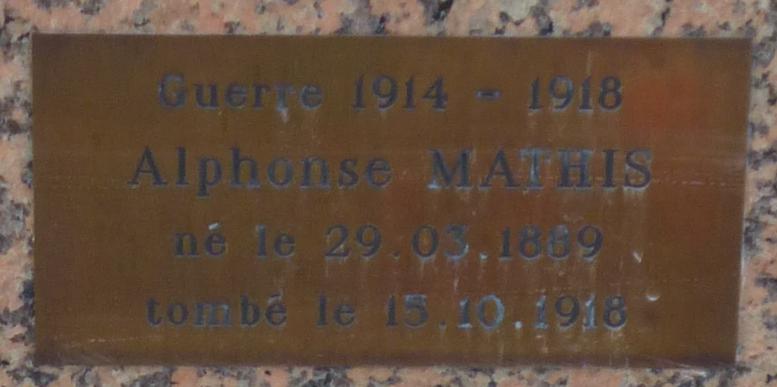 Guerre 1914 - 1918
Alphonse MATHIS
né le 29.03.1889
tombé le 15.10.1918